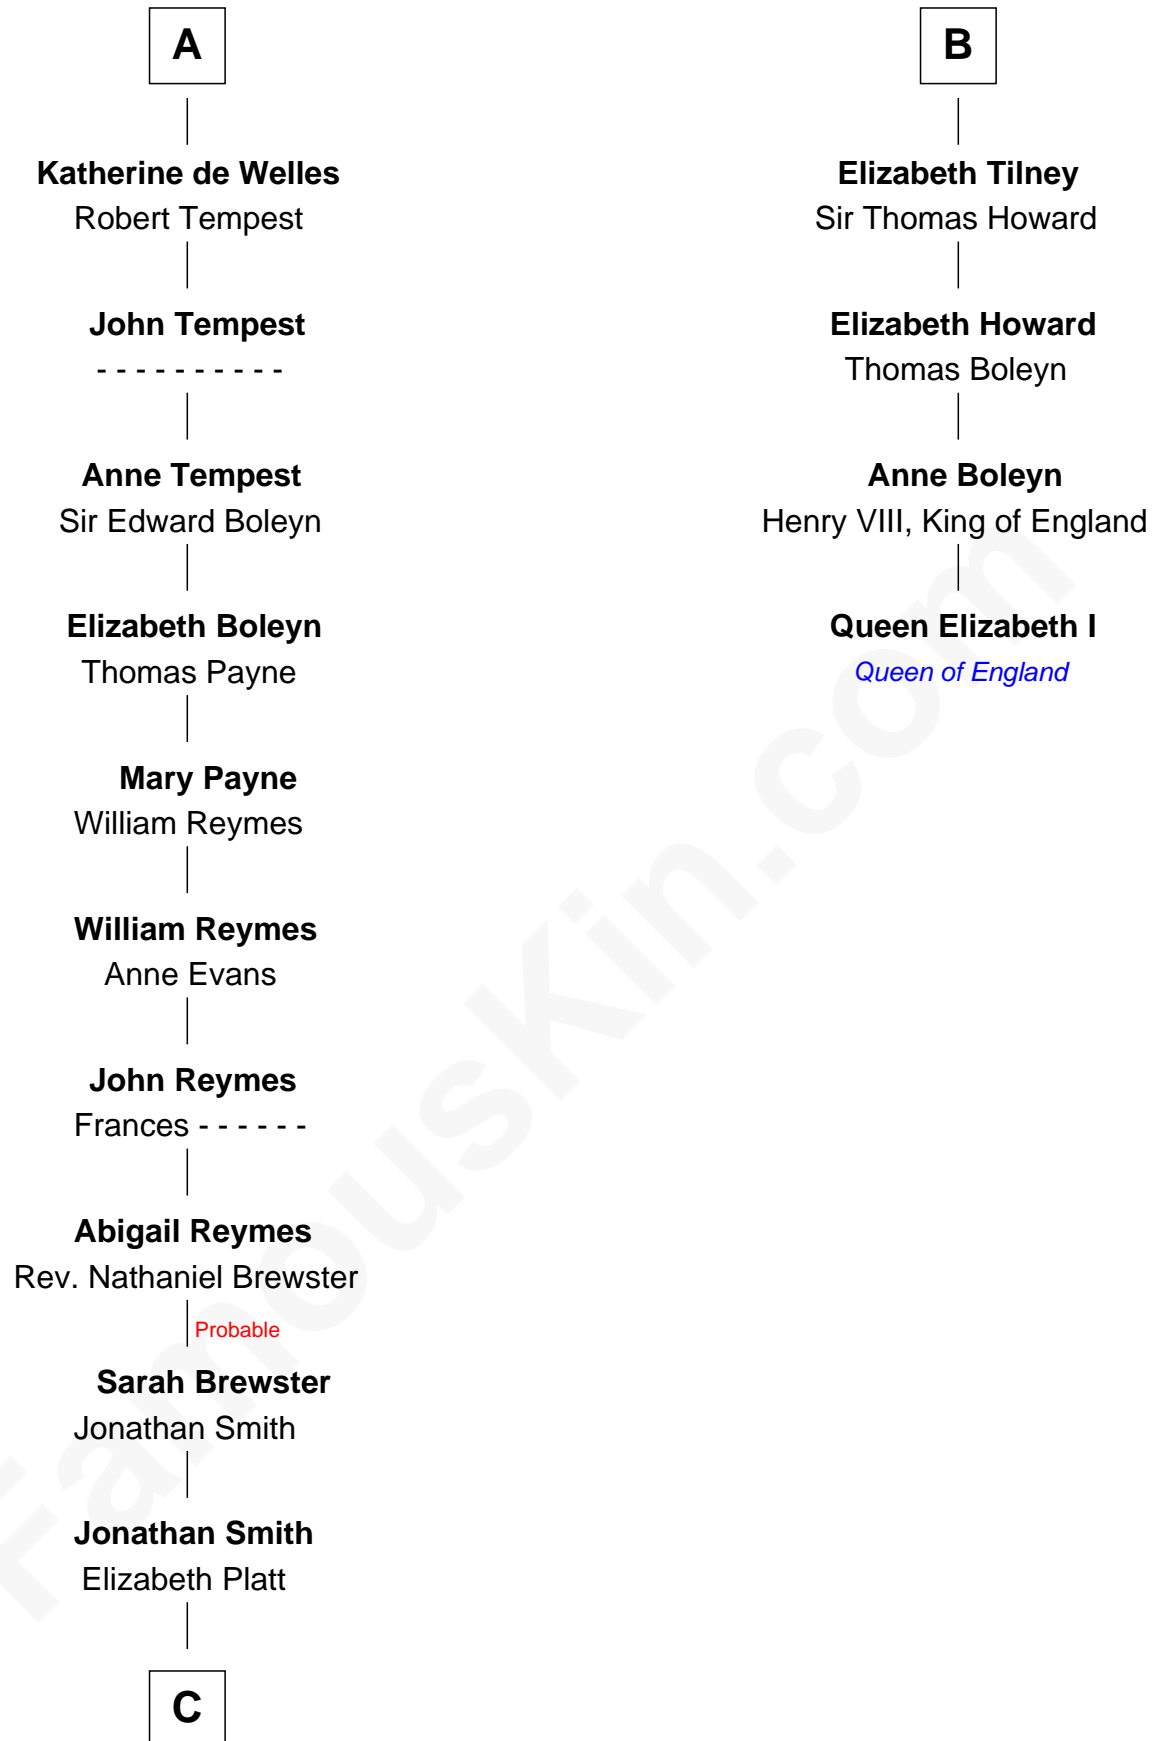 A
Katherine de Welles
Robert Tempest
John Tempest
- - - - - - - - - -
Anne Tempest
Sir Edward Boleyn
Elizabeth Boleyn
Thomas Payne
Mary Payne
William Reymes
William Reymes
Anne Evans
John Reymes
Frances - - - - - -
Abigail Reymes
Rev. Nathaniel Brewster
Probable
Sarah Brewster
Jonathan Smith
Jonathan Smith
Elizabeth Platt
C
B
Elizabeth Tilney
Sir Thomas Howard
Elizabeth Howard
Thomas Boleyn
Anne Boleyn
Henry VIII, King of England
Queen Elizabeth I
Queen of England
FamousKin.com